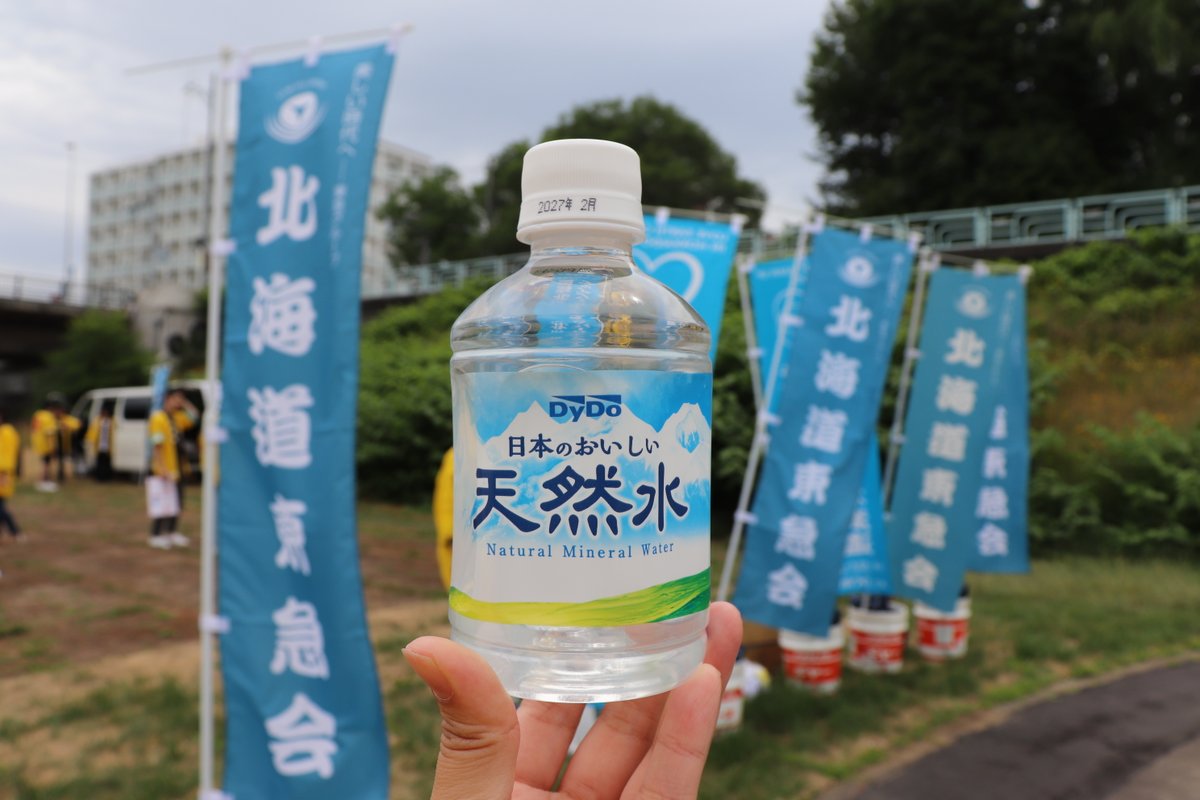 北海道東急会
2027年 2月
DyDo
日本のおいしい
天然水
Natural Mineral Water
北海道東急会
北海道東急会
急会